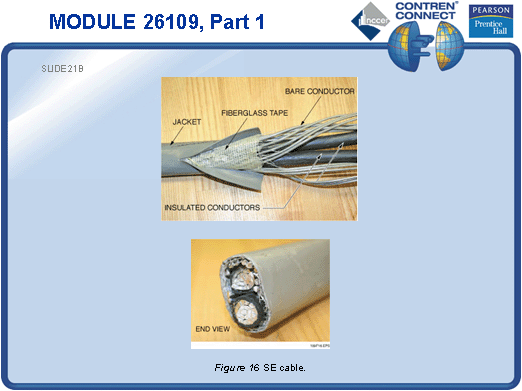 MODULE 26109, Part 1
nccer
CONTREN®
CONNECT
PEARSON
Prentice
Hall
SLIDE 21B
BARE CONDUCTOR
FIBERGLASS TAPE
JACKET
INSULATED CONDUCTORS
END VIEW
Figure 16 SE cable.